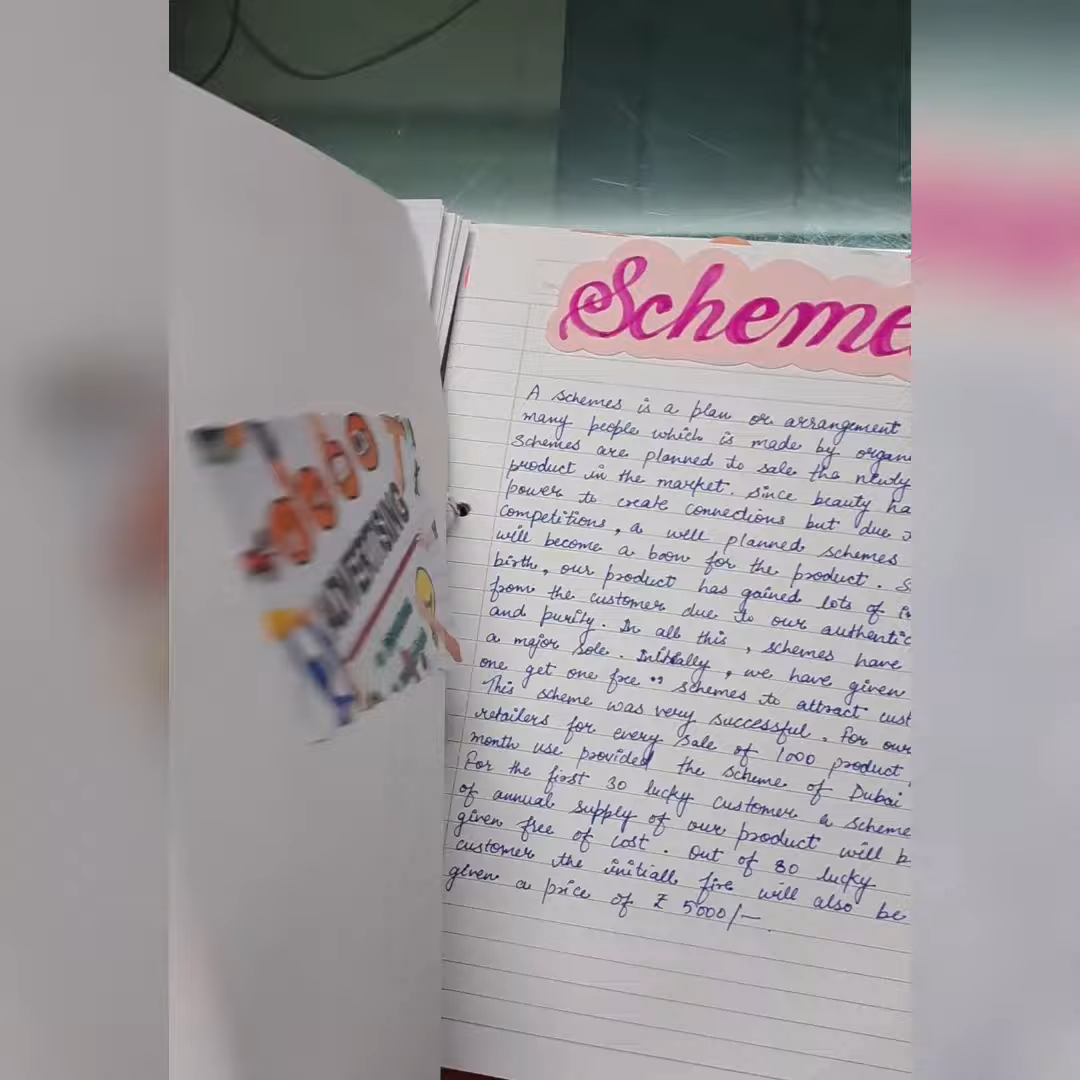 ADVERTISING
Scheme
A schemes is a plan or arrangement
many people which is made by organ
schemes are planned to sale tha newly
product in the market. Since beauty ha
power to create connections but due
competitions, a will planned schemes
will become a boon for the product. S
birth, our product has gained lots of
from the customer due to our authentic
and purity. In all this, schemes have
a major sole. Initially, we have given
one get one free " schemes to attract cust
This scheme was very successful. For our
retailers for every sale of 1000 product
month use provided the scheme of Dubai
For the first 30 lucky customer a scheme
of annual supply of our product will b
given free of cost. Out of 30 lucky
customer the initiall five will also be
given a price of ₹ 5000/-